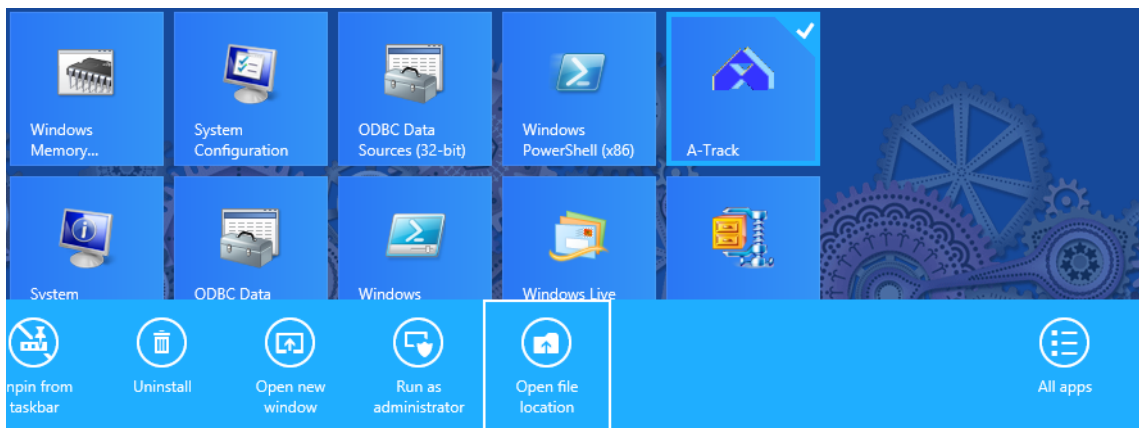 Windows
Memory...
System
Configuration
ODBC Data
Sources (32-bit)
Windows
PowerShell (x86)
A-Track
System
ODBC Data
Windows
Windows Live
npin from
taskbar
Uninstall
Open new
window
Run as
administrator
Open file
location
All apps